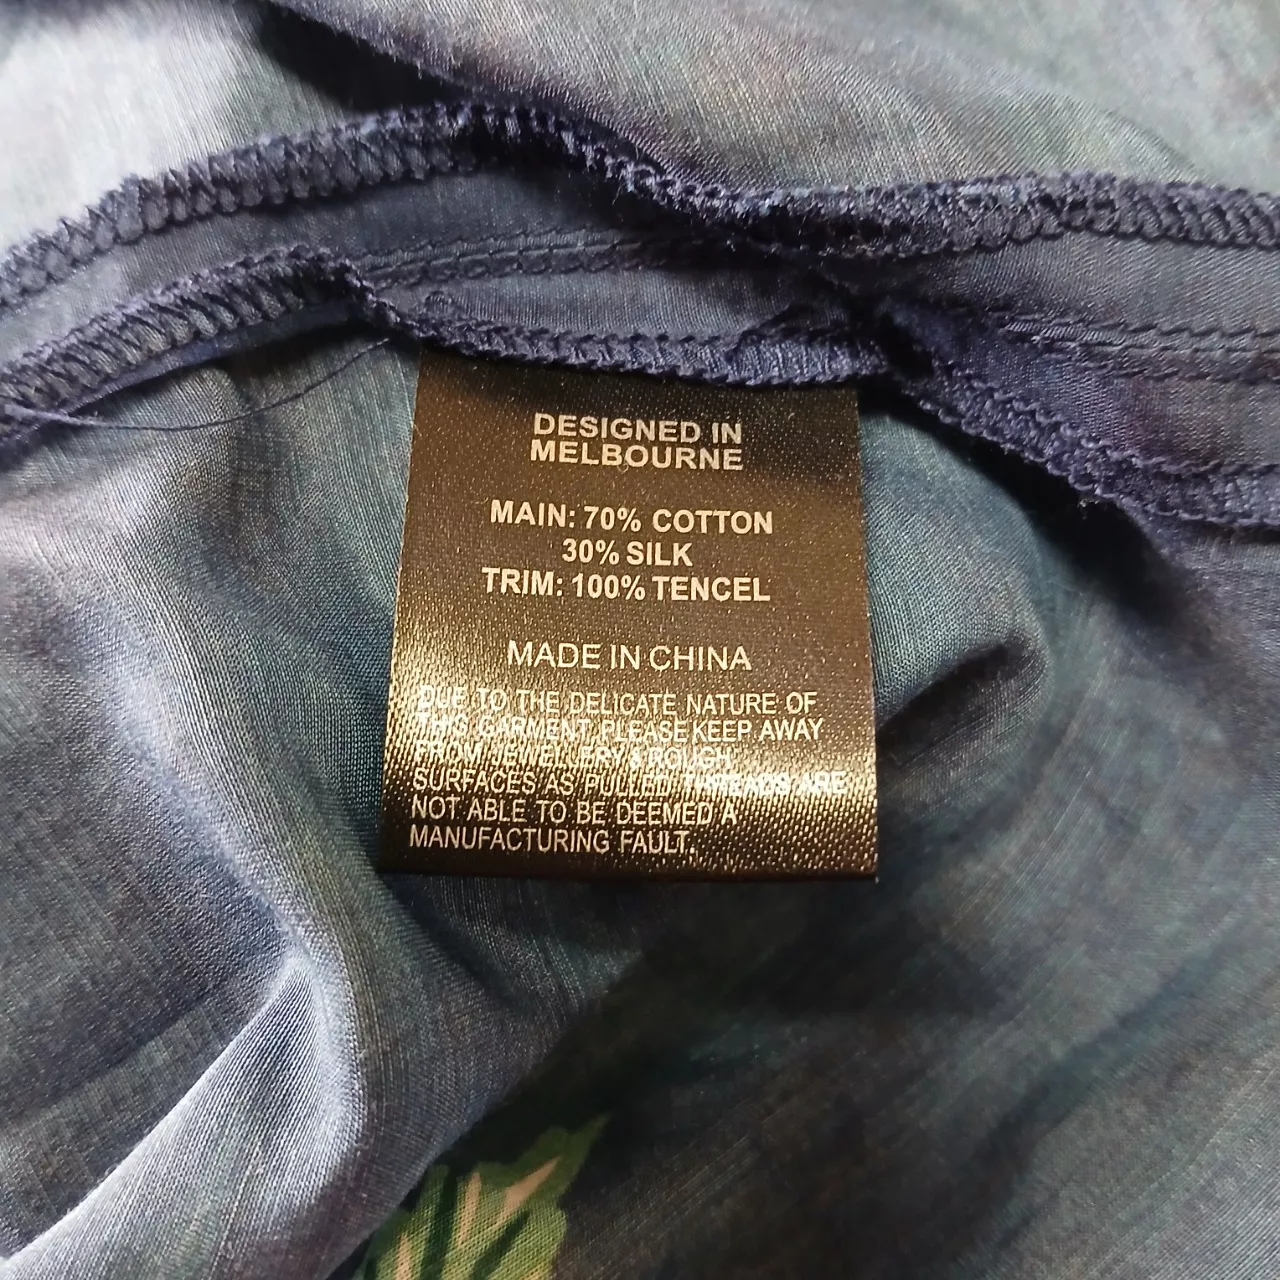 DESIGNED IN
MELBOURNE
MAIN: 70% COTTON
30% SILK
TRIM: 100% TENCEL
MADE IN CHINA
DUE TO THE DELICATE NATURE OF
THIS GARMENT, PLEASE KEEP AWAY
FROM JEWELLERY & ROUGH
SURFACES AS PULLED THREADS ARE
NOT ABLE TO BE DEEMED A
MANUFACTURING FAULT.